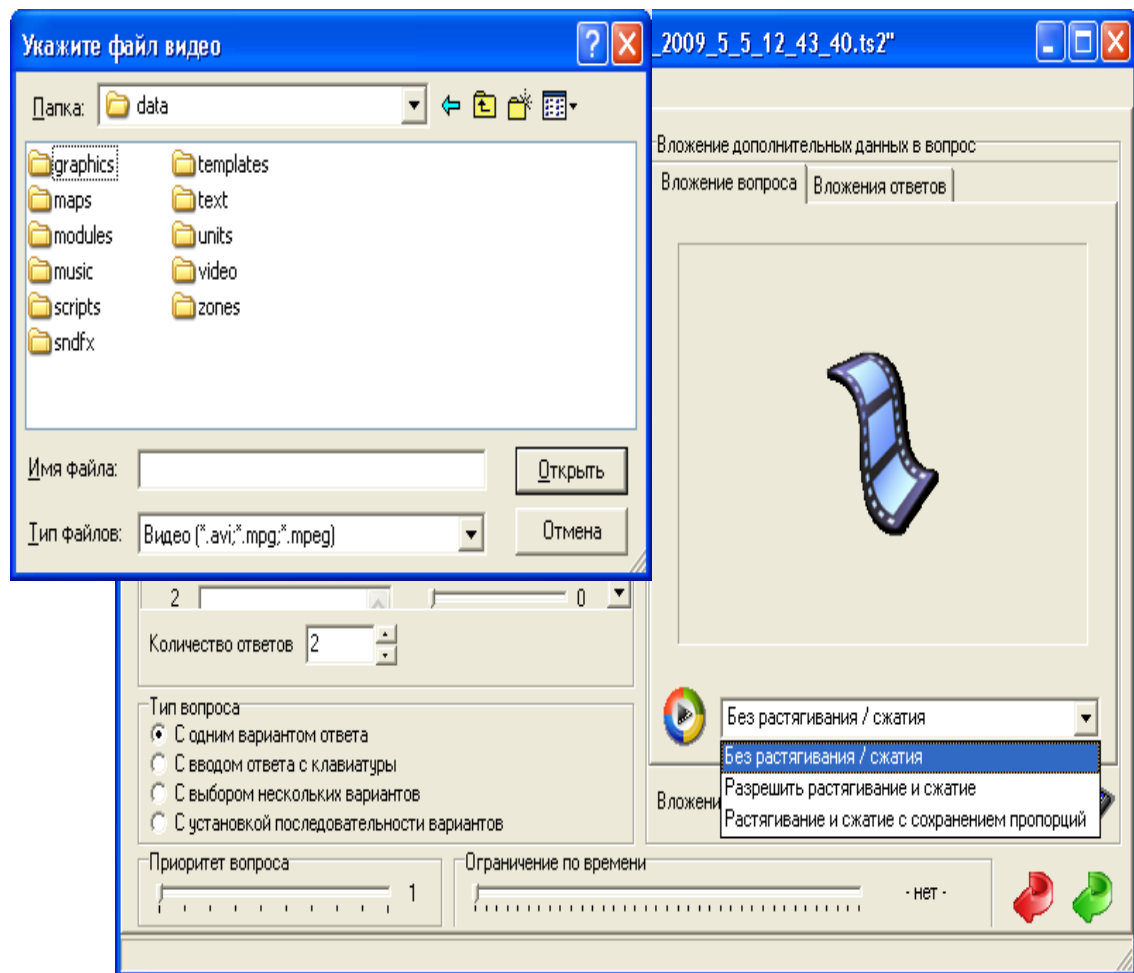 Укажите файл видео
Папка: data
graphics
maps
modules
music
scripts
sndfx
templates
text
units
video
zones
Имя файла:
Открыть
Тип файлов: Видео (*.avi;*.mpg;*.mpeg)
Отмена
_2009_5_5_12_43_40.ts2"
Вложение дополнительных данных в вопрос
Вложение вопроса
Вложения ответов
2
0
Количество ответов 2
Тип вопроса
С одним вариантом ответа
С вводом ответа с клавиатуры
С выбором нескольких вариантов
С установкой последовательности вариантов
Без растягивания / сжатия
Без растягивания / сжатия
Разрешить растягивание и сжатие
Растягивание и сжатие с сохранением пропорций
Приоритет вопроса
1
Ограничение по времени
- нет -